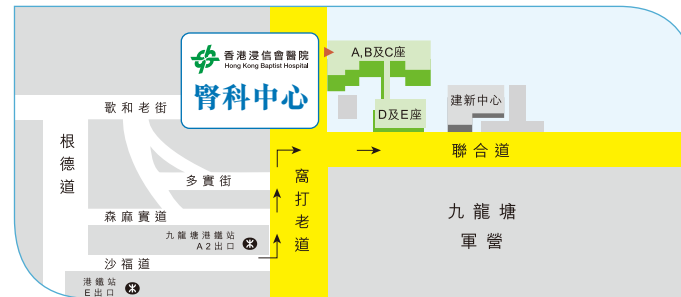 香港浸信會醫院
Hong Kong Baptist Hospital
腎科中心
A,B及C座
D及E座
建新中心
歌和老街
根德道
多實街
窩打老道
聯合道
森麻實道
九龍塘港鐵站
A2出口
沙福道
港鐵站
E出口
九龍塘
軍營